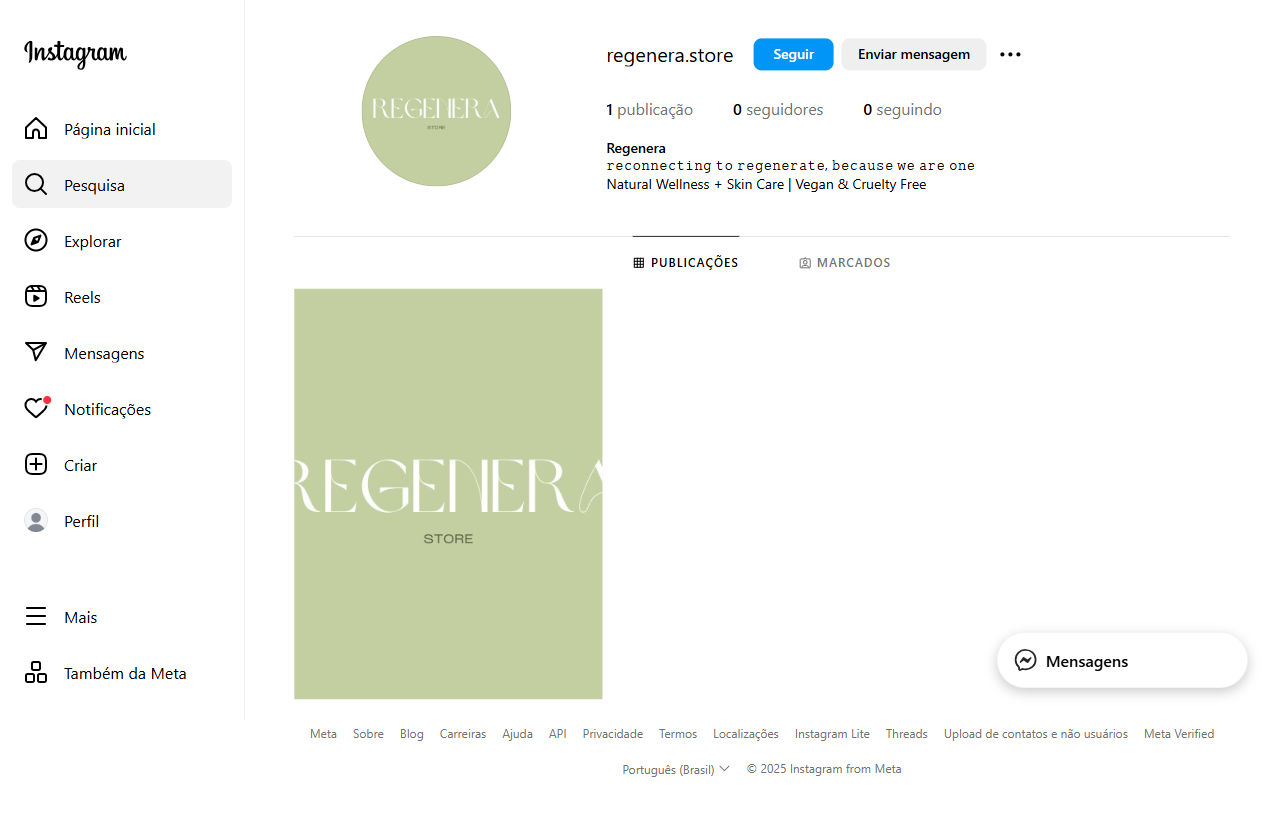 Instagram
Página inicial
Pesquisa
Explorar
Reels
Mensagens
Notificações
Criar
Perfil
Mais
Também da Meta
REGENERA
STORE
regenera.store
Seguir
Enviar mensagem
1 publicação
0 seguidores
0 seguindo
Regenera
reconnecting to regenerate, because we are one
Natural Wellness + Skin Care | Vegan & Cruelty Free
PUBLICAÇÕES
MARCADOS
REGENERA
STORE
Mensagens
Meta Sobre Blog Carreiras Ajuda API Privacidade Termos Localizações Instagram Lite Threads Upload de contatos e não usuários Meta Verified
Português (Brasil) © 2025 Instagram from Meta